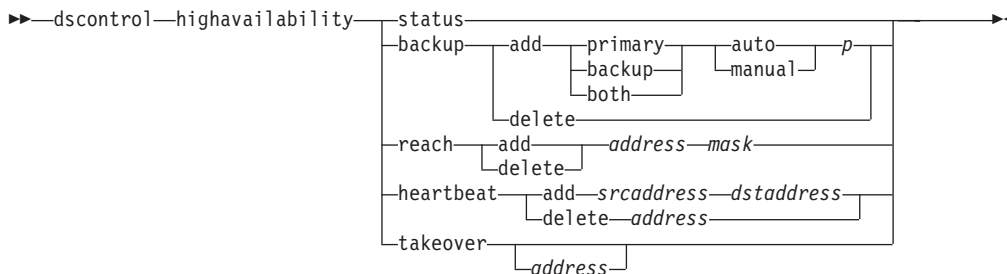 dscontrol highavailability status
backup add primary auto p
backup manual
both
delete
reach add address mask
delete
heartbeat add srcaddress dstaddress
delete address
takeover
address